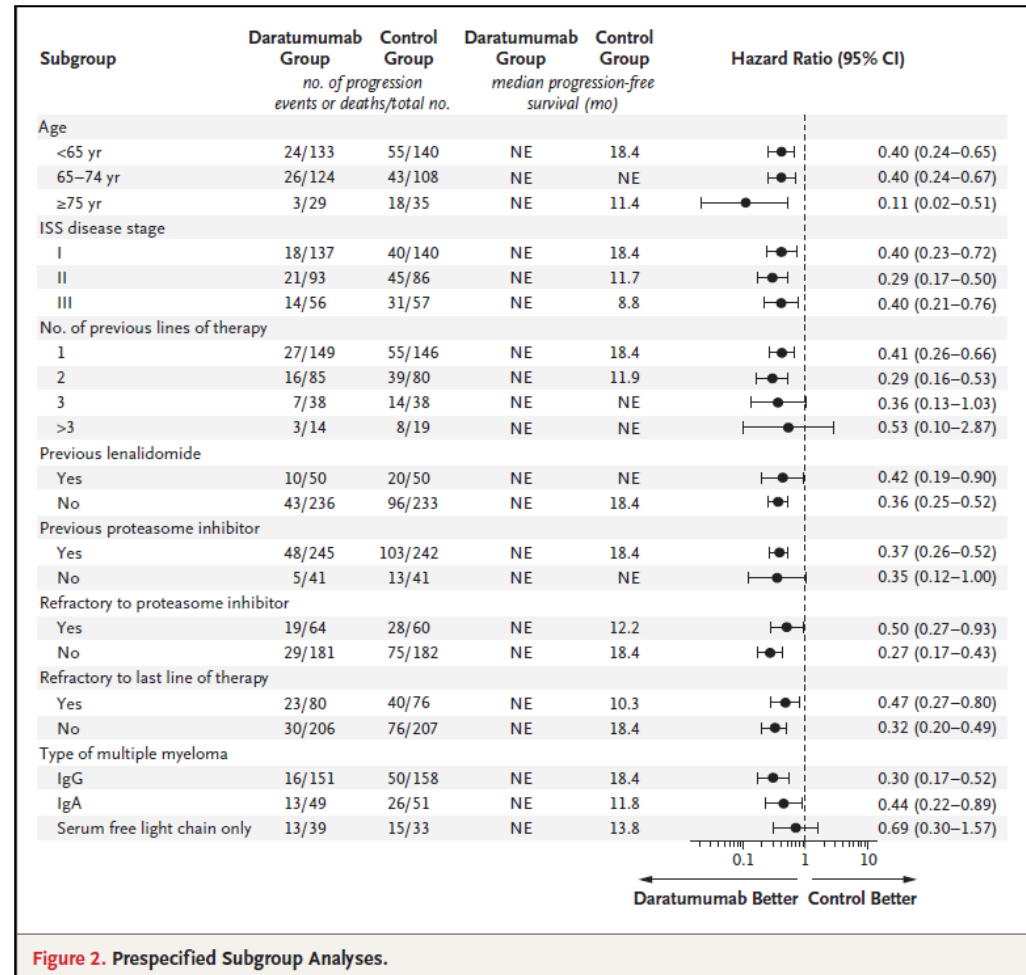 Subgroup Daratumumab Group Control Group Daratumumab Group Control Group Hazard Ratio (95% CI)
no. of progression events or deaths/total no. median progression-free survival (mo)
Age
<65 yr 24/133 55/140 NE 18.4 0.40 (0.24–0.65)
65–74 yr 26/124 43/108 NE NE 0.40 (0.24–0.67)
≥75 yr 3/29 18/35 NE 11.4 0.11 (0.02–0.51)
ISS disease stage
I 18/137 40/140 NE 18.4 0.40 (0.23–0.72)
II 21/93 45/86 NE 11.7 0.29 (0.17–0.50)
III 14/56 31/57 NE 8.8 0.40 (0.21–0.76)
No. of previous lines of therapy
1 27/149 55/146 NE 18.4 0.41 (0.26–0.66)
2 16/85 39/80 NE 11.9 0.29 (0.16–0.53)
3 7/38 14/38 NE NE 0.36 (0.13–1.03)
>3 3/14 8/19 NE NE 0.53 (0.10–2.87)
Previous lenalidomide
Yes 10/50 20/50 NE NE 0.42 (0.19–0.90)
No 43/236 96/233 NE 18.4 0.36 (0.25–0.52)
Previous proteasome inhibitor
Yes 48/245 103/242 NE 18.4 0.37 (0.26–0.52)
No 5/41 13/41 NE NE 0.35 (0.12–1.00)
Refractory to proteasome inhibitor
Yes 19/64 28/60 NE 12.2 0.50 (0.27–0.93)
No 29/181 75/182 NE 18.4 0.27 (0.17–0.43)
Refractory to last line of therapy
Yes 23/80 40/76 NE 10.3 0.47 (0.27–0.80)
No 30/206 76/207 NE 18.4 0.32 (0.20–0.49)
Type of multiple myeloma
IgG 16/151 50/158 NE 18.4 0.30 (0.17–0.52)
IgA 13/49 26/51 NE 11.8 0.44 (0.22–0.89)
Serum free light chain only 13/39 15/33 NE 13.8 0.69 (0.30–1.57)
0.1 1 10
Daratumumab Better Control Better
Figure 2. Prespecified Subgroup Analyses.